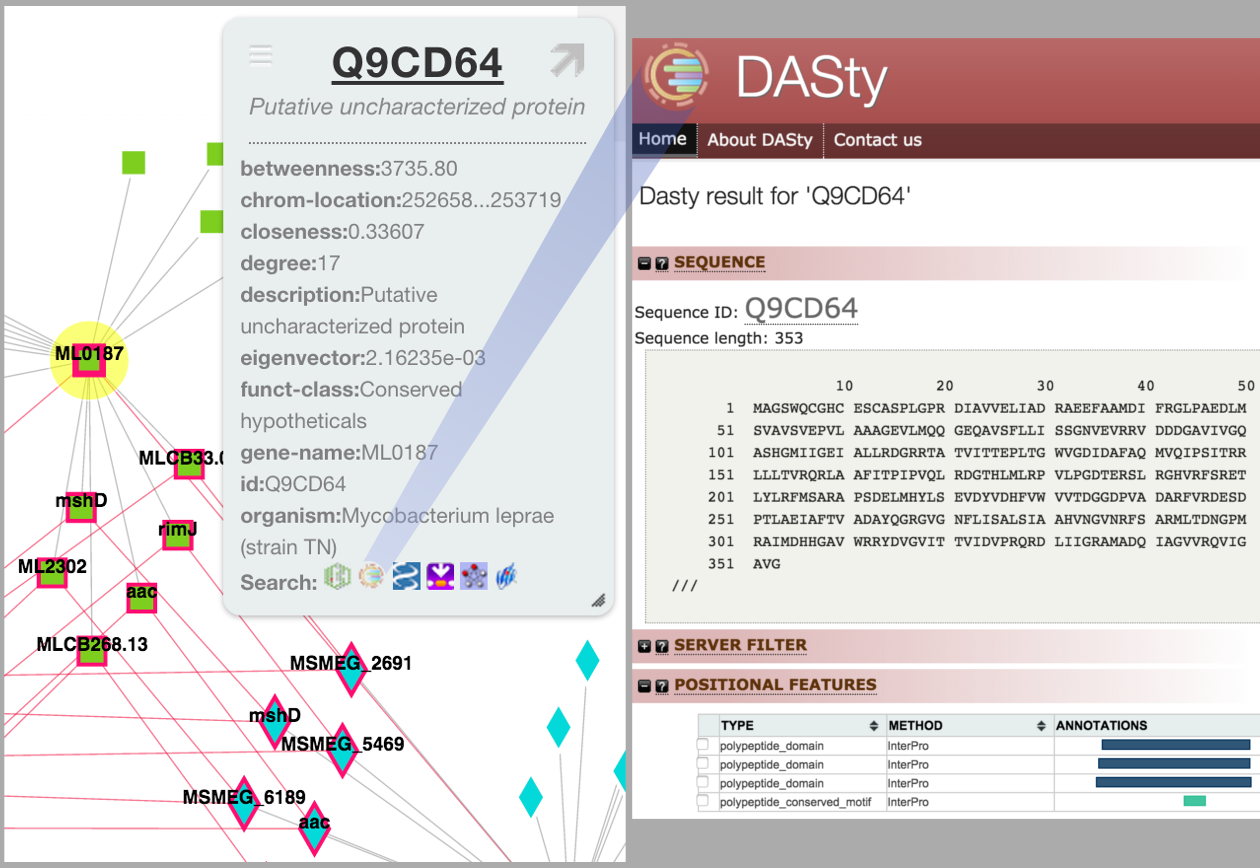 Q9CD64
Putative uncharacterized protein
betweenness:3735.80
chrom-location:252658...253719
closeness:0.33607
degree:17
description:Putative
uncharacterized protein
eigenvector:2.16235e-03
funct-class:Conserved
hypotheticals
gene-name:ML0187
id:Q9CD64
organism:Mycobacterium leprae
(strain TN)
Search:
ML0187
MLCB33.
mshD
rimJ
ML2302
aac
MLCB268.13
MSMEG_2691
mshD
MSMEG_5469
MSMEG_6189
aac
DASty
Home About DASty Contact us
Dasty result for 'Q9CD64'
SEQUENCE
Sequence ID: Q9CD64
Sequence length: 353
10 20 30 40 50
1 MAGSWQCGHC ESCASPLGPR DIAVVELIAD RAEEFAAMDI FRGLPAEDLM
51 SVAVSVEPVL AAAGEVLMQQ GEQAVSFLLI SSGNVEVRRV DDDGAVIVGQ
101 ASHGMIIGEI ALLRDGRRTA TVITTEPLTG WVGDIDAFAQ MVQIPSITRR
151 LLLTVRQRLA AFITPIPVQL RDGTHLMLRP VLPGDTERSL RGHVRFSRET
201 LYLRFMSARA PSDELMHYLS EVDYVDHFVW VVTDGGDPVA DARFVRDESD
251 PTLAEIAFTV ADAYQGRGVG NFLISALSIA AHVNGVNRFS ARMLTDNGPM
301 RAIMDHHGAV WRRYDVGVIT TVIDVPRQRD LIIGRAMADQ IAGVVRQVIG
351 AVG
///
SERVER FILTER
POSITIONAL FEATURES
TYPE METHOD ANNOTATIONS
polypeptide_domain InterPro
polypeptide_domain InterPro
polypeptide_domain InterPro
polypeptide_conserved_motif InterPro